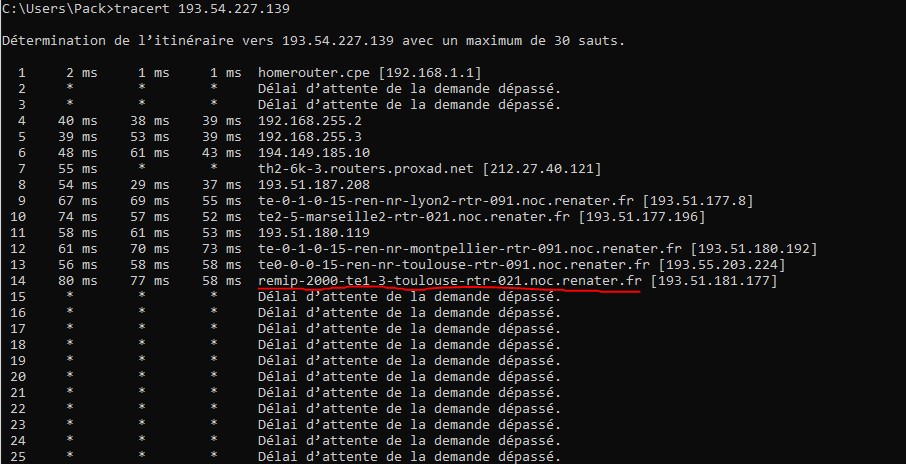 C:\Users\Pack>tracert 193.54.227.139
Détermination de l’itinéraire vers 193.54.227.139 avec un maximum de 30 sauts.
1 2 ms 1 ms 1 ms homerouter.cpe [192.168.1.1]
2 * * * Délai d’attente de la demande dépassé.
3 * * * Délai d’attente de la demande dépassé.
4 40 ms 38 ms 39 ms 192.168.255.2
5 39 ms 53 ms 39 ms 192.168.255.3
6 48 ms 61 ms 43 ms 194.149.185.10
7 55 ms * * th2-6k-3.routers.proxad.net [212.27.40.121]
8 54 ms 29 ms 37 ms 193.51.187.208
9 67 ms 69 ms 55 ms te-0-1-0-15-ren-nr-lyon2-rtr-091.noc.renater.fr [193.51.177.8]
10 74 ms 57 ms 52 ms te2-5-marseille2-rtr-021.noc.renater.fr [193.51.177.196]
11 58 ms 61 ms 53 ms 193.51.180.119
12 61 ms 70 ms 73 ms te-0-1-0-15-ren-nr-montpellier-rtr-091.noc.renater.fr [193.51.180.192]
13 56 ms 58 ms 58 ms te0-0-0-15-ren-nr-toulouse-rtr-091.noc.renater.fr [193.55.203.224]
14 80 ms 77 ms 58 ms remip-2000-te1-3-toulouse-rtr-021.noc.renater.fr [193.51.181.177]
15 * * * Délai d’attente de la demande dépassé.
16 * * * Délai d’attente de la demande dépassé.
17 * * * Délai d’attente de la demande dépassé.
18 * * * Délai d’attente de la demande dépassé.
19 * * * Délai d’attente de la demande dépassé.
20 * * * Délai d’attente de la demande dépassé.
21 * * * Délai d’attente de la demande dépassé.
22 * * * Délai d’attente de la demande dépassé.
23 * * * Délai d’attente de la demande dépassé.
24 * * * Délai d’attente de la demande dépassé.
25 * * * Délai d’attente de la demande dépassé.